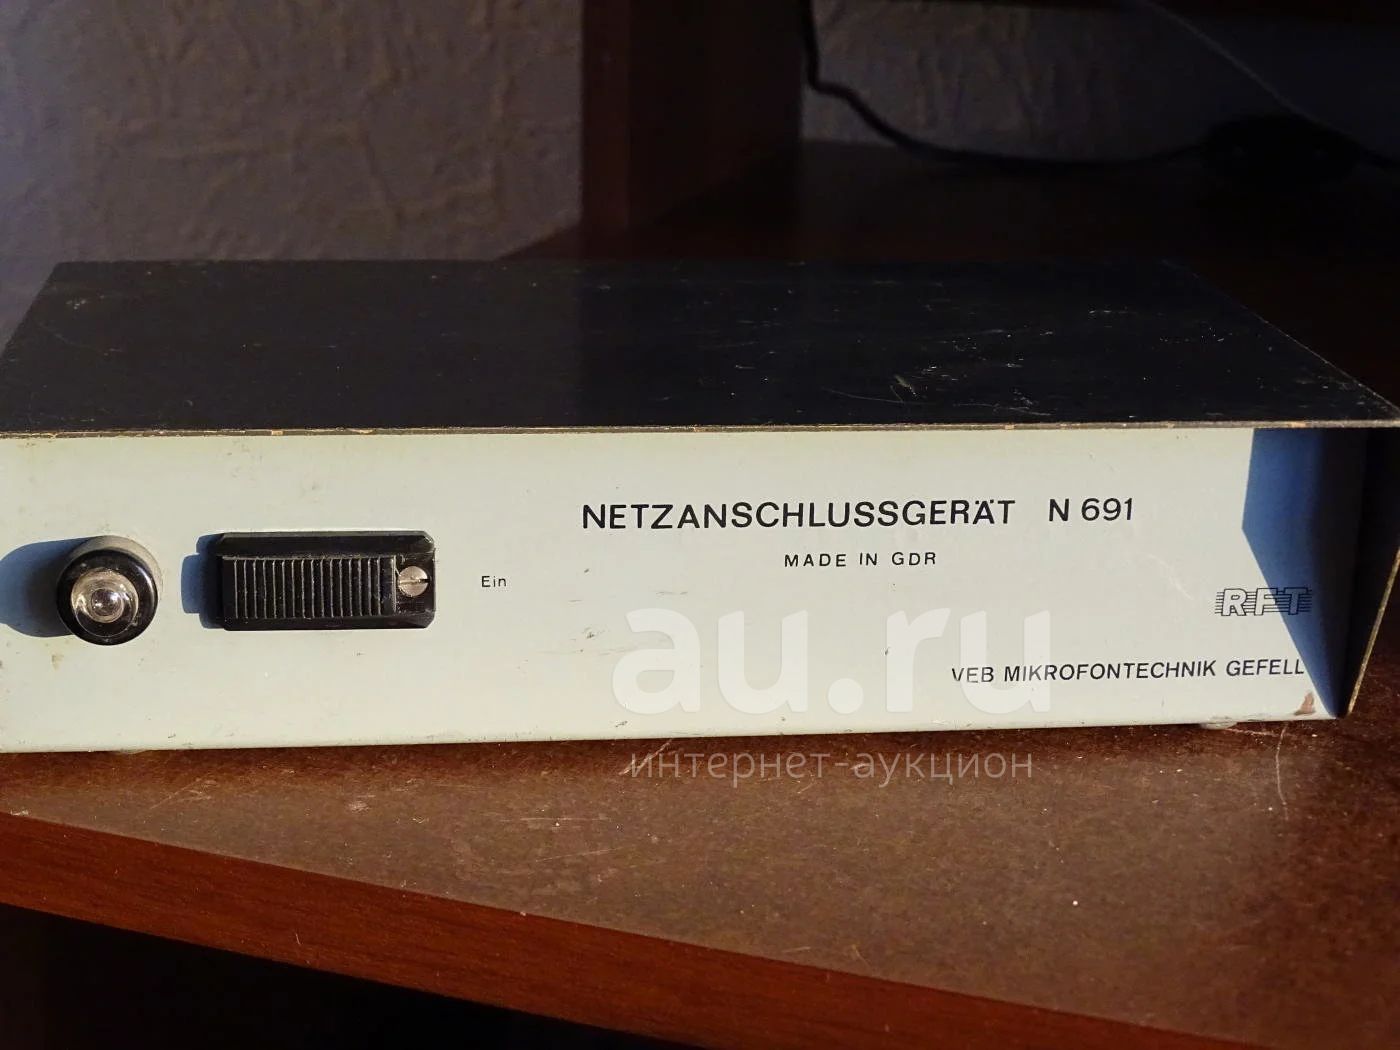 NETZANSCHLUSSGERÄT N 691
MADE IN GDR
Ein
RFT
VEB MIKROFONTECHNIK GEFELL
au.ru
интернет-аукцион